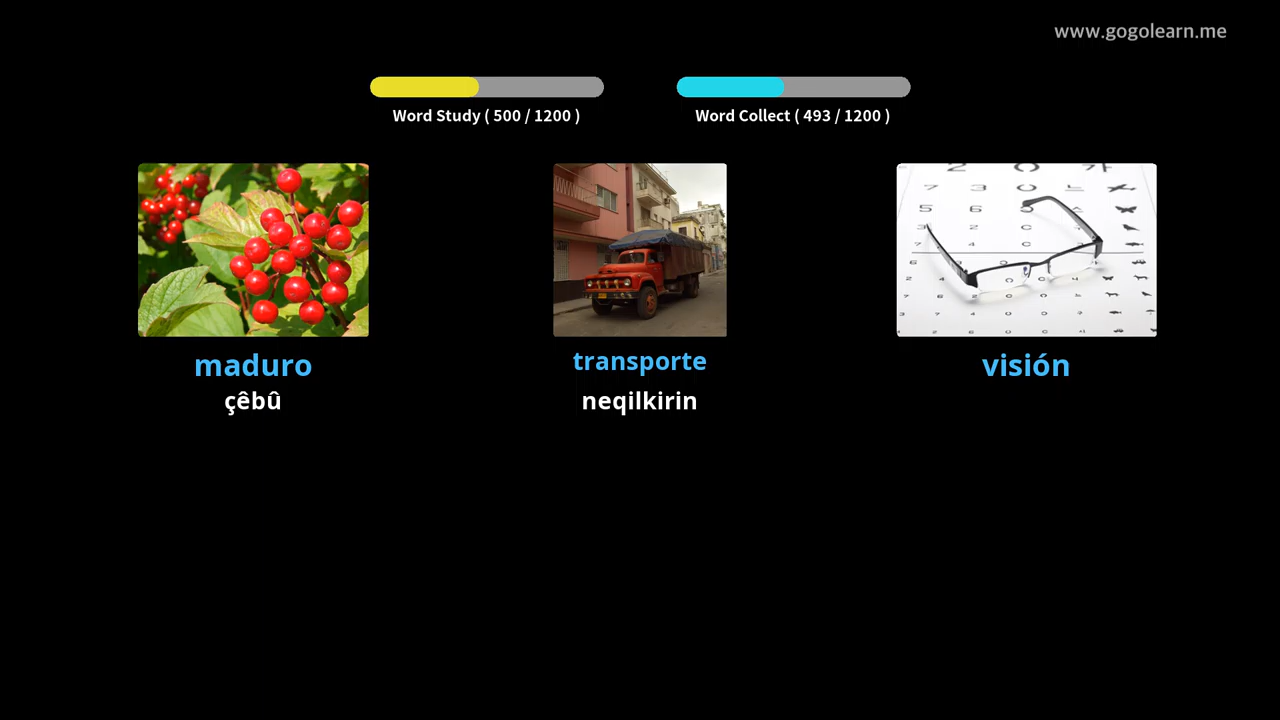 www.gogolearn.me
Word Study ( 500 / 1200 )
Word Collect ( 493 / 1200 )
maduro
transporte
visión
çêbû
neqilkirin